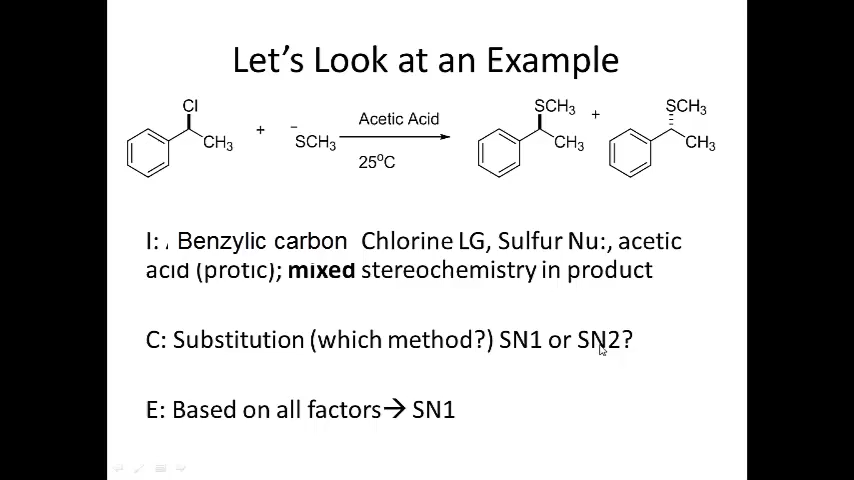 Let's Look at an Example
Cl
CH3
+
−
SCH3
Acetic Acid
25°C
SCH3
CH3
+
SCH3
CH3
I: Benzylic carbon Chlorine LG, Sulfur Nu:, acetic
acid (protic); mixed stereochemistry in product
C: Substitution (which method?) SN1 or SN2?
E: Based on all factors→ SN1